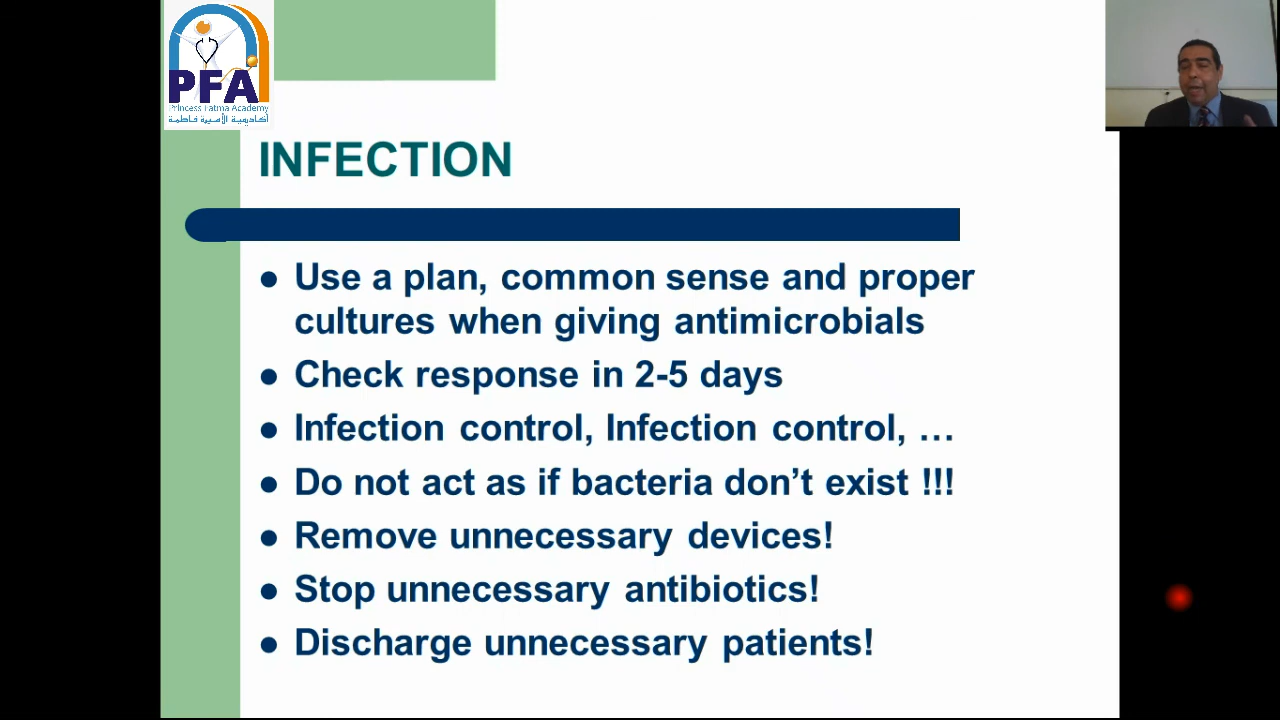 PFA
Princess Fatma Academy
أكاديمية الأميرة فاطمة
INFECTION
● Use a plan, common sense and proper
cultures when giving antimicrobials
● Check response in 2-5 days
● Infection control, Infection control, …
● Do not act as if bacteria don’t exist !!!
● Remove unnecessary devices!
● Stop unnecessary antibiotics!
● Discharge unnecessary patients!